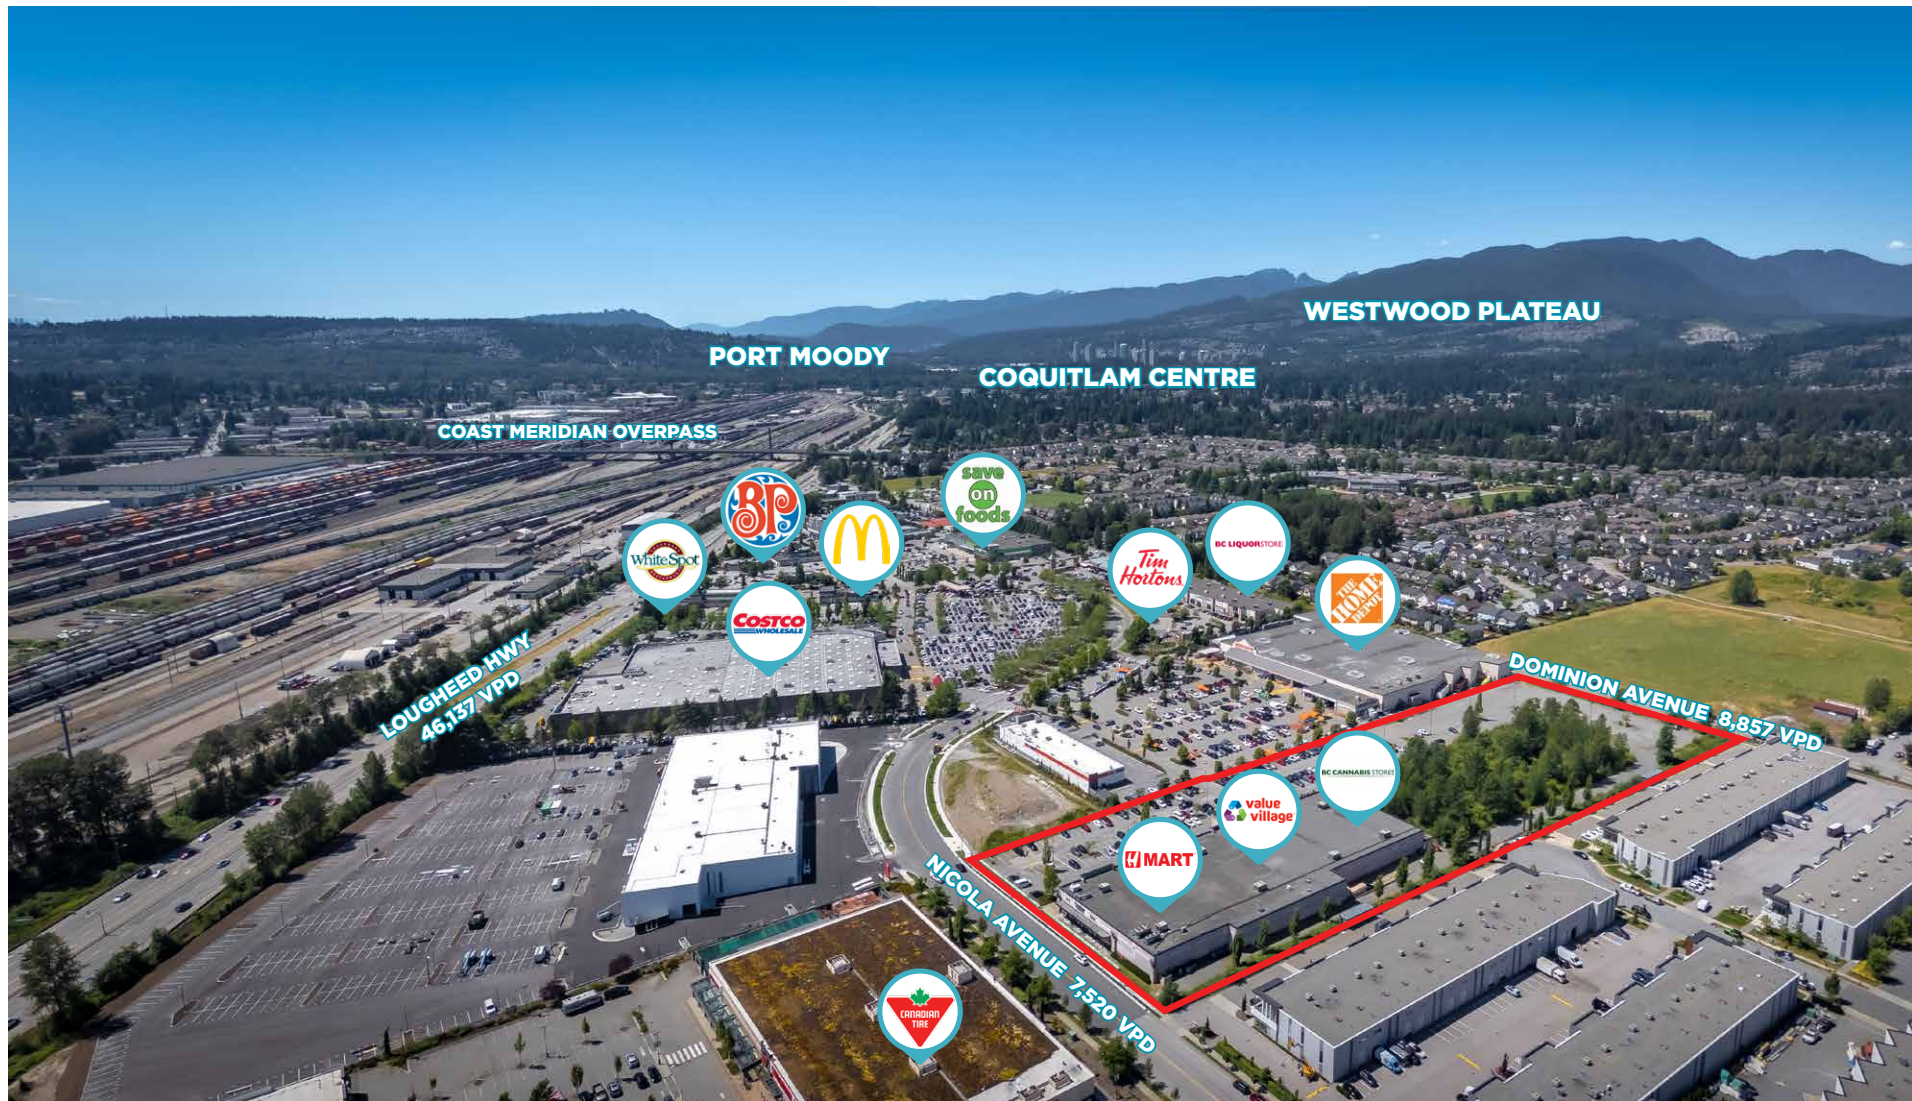 WESTWOOD PLATEAU
PORT MOODY
COQUITLAM CENTRE
COAST MERIDIAN OVERPASS
save
on
foods
BP
White Spot
Tim
Hortons
BC LIQUORSTORE
THE
HOME
DEPOT
COSTCO
WHOLESALE
LOUGHEED HWY
46,137 VPD
DOMINION AVENUE 8,857 VPD
BC CANNABIS STORES
value
village
H MART
NICOLA AVENUE 7,520 VPD
CANADIAN
TIRE